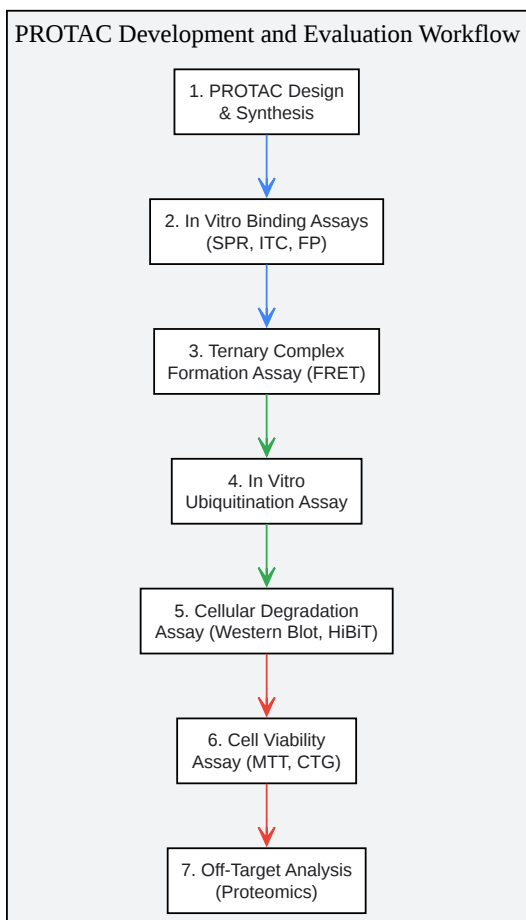 PROTAC Development and Evaluation Workflow
1. PROTAC Design
& Synthesis
2. In Vitro Binding Assays
(SPR, ITC, FP)
3. Ternary Complex
Formation Assay (FRET)
4. In Vitro
Ubiquitination Assay
5. Cellular Degradation
Assay (Western Blot, HiBiT)
6. Cell Viability
Assay (MTT, CTG)
7. Off-Target Analysis
(Proteomics)